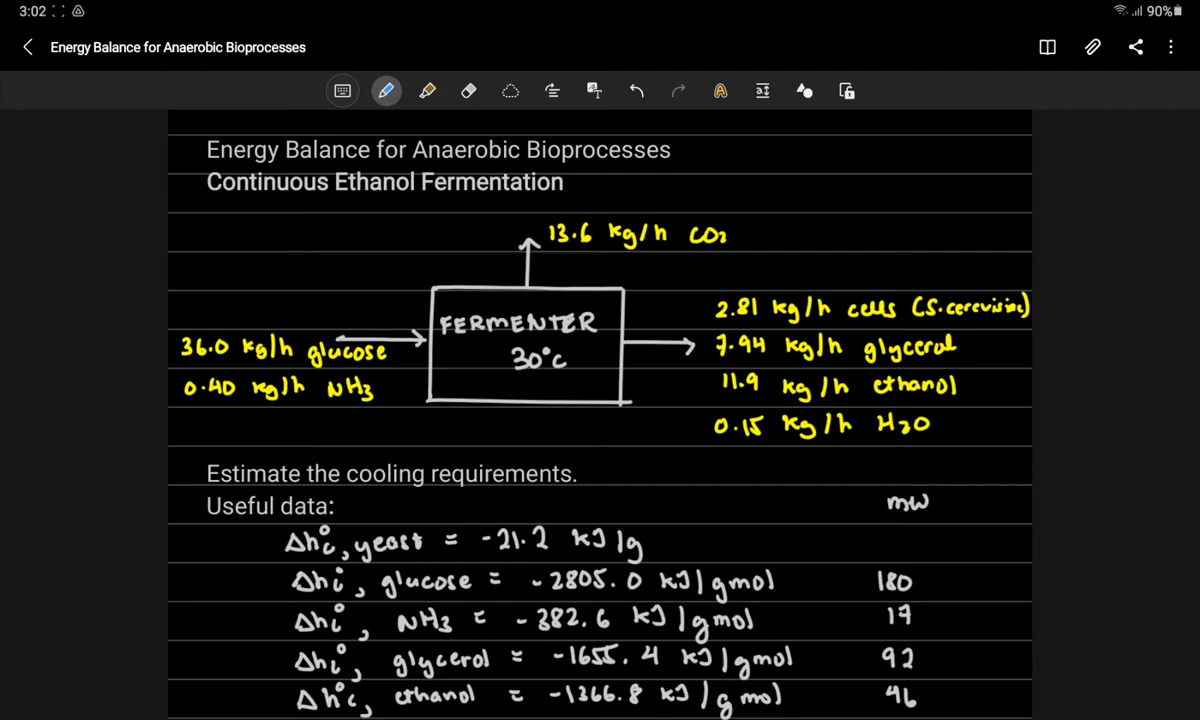 3:02 90%
Energy Balance for Anaerobic Bioprocesses
Energy Balance for Anaerobic Bioprocesses
Continuous Ethanol Fermentation
13.6 kg/h CO2
2.81 kg/h cells (S.cerevisiae)
FERMENTER
36.0 kg/h glucose
7.94 kg/h glycerol
30°C
0.40 kg/h NH3
11.9 kg/h ethanol
0.15 kg/h H2O
Estimate the cooling requirements.
Useful data: mW
Δh°c, yeast = -21.2 kJ/g
Δh°c, glucose = -2805.0 kJ/gmol 180
Δh°c, NH3 = -382.6 kJ/gmol 17
Δh°c, glycerol = -1655.4 kJ/gmol 92
Δh°c, ethanol = -1366.8 kJ/gmol 46